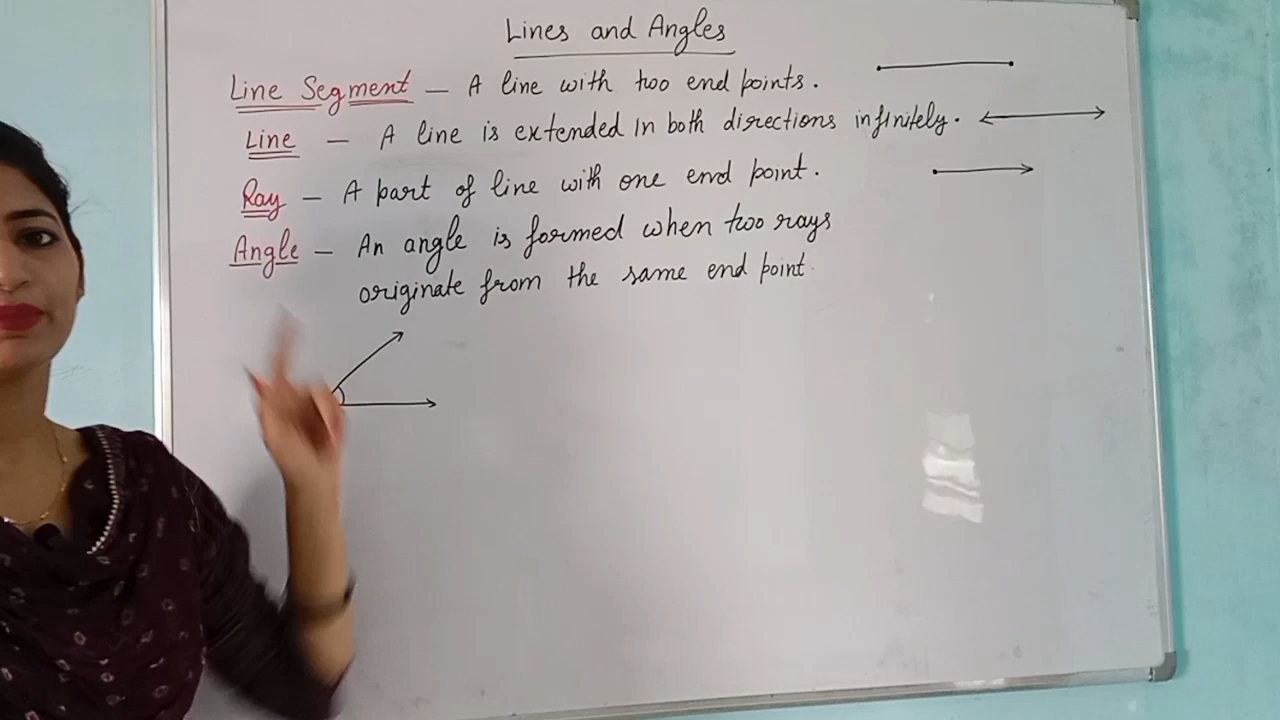 Lines and Angles
Line Segment — A line with two end points.
Line — A line is extended in both directions infinitely.
Ray — A part of line with one end point.
Angle — An angle is formed when two rays
originate from the same end point.